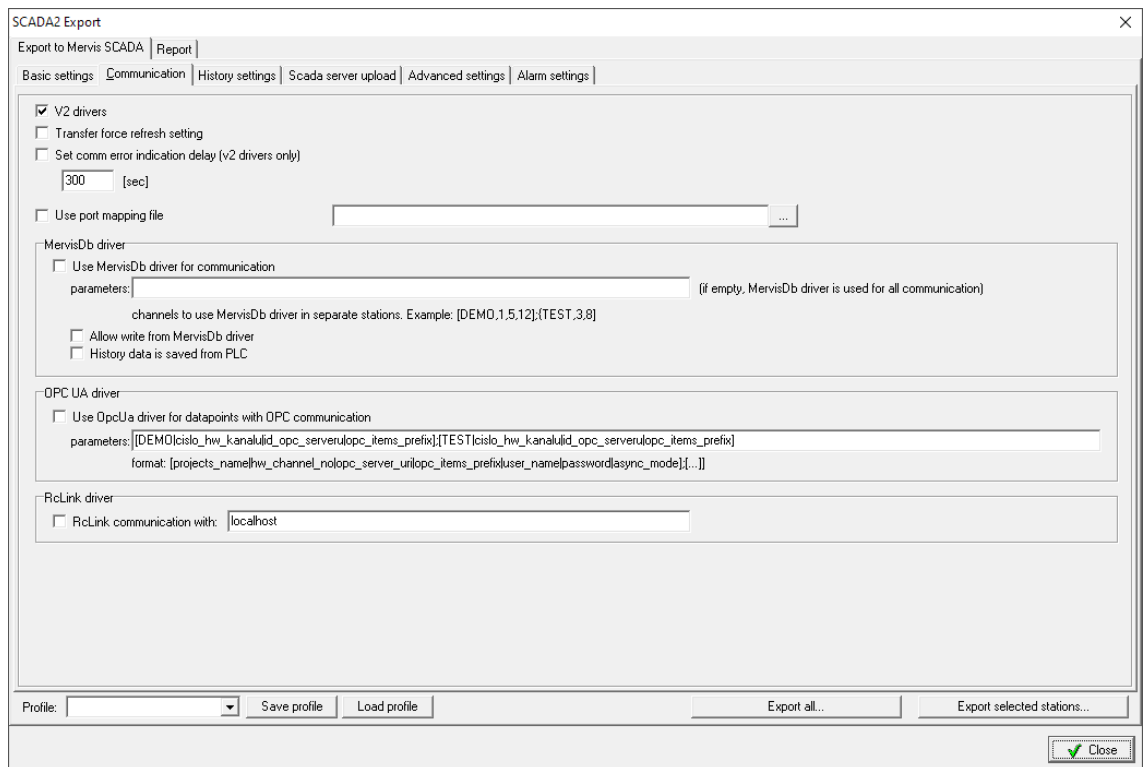 SCADA2 Export
Export to Mervis SCADA Report
Basic settings Communication History settings Scada server upload Advanced settings Alarm settings
V2 drivers
Transfer force refresh setting
Set comm error indication delay (v2 drivers only)
300 [sec]
Use port mapping file ...
MervisDb driver
Use MervisDb driver for communication
parameters: (if empty, MervisDb driver is used for all communication)
channels to use MervisDb driver in separate stations. Example: [DEMO,1,5,12];{TEST,3,8]
Allow write from MervisDb driver
History data is saved from PLC
OPC UA driver
Use OpcUa driver for datapoints with OPC communication
parameters: [DEMO|cislo_hw_kanalu|id_opc_serveru|opc_items_prefix];[TEST|cislo_hw_kanalu|id_opc_serveru|opc_items_prefix]
format: [projects_name|hw_channel_no|opc_server_uri|opc_items_prefix|user_name|password|async_mode];[...]]
RcLink driver
RcLink communication with: localhost
Profile: Save profile Load profile Export all... Export selected stations...
Close